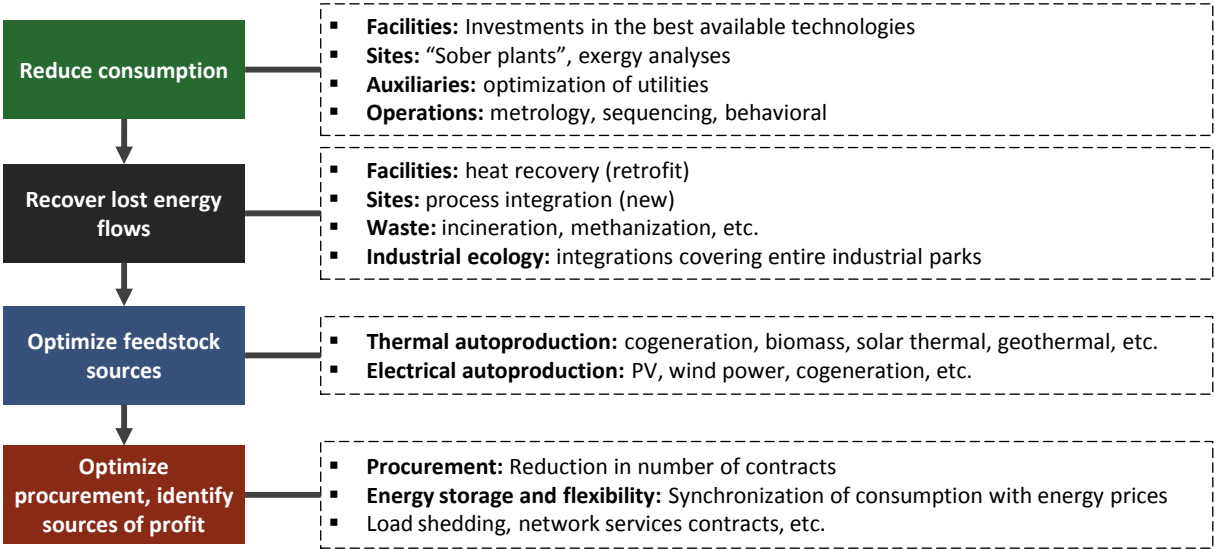 Reduce consumption
▪ Facilities: Investments in the best available technologies
▪ Sites: “Sober plants”, exergy analyses
▪ Auxiliaries: optimization of utilities
▪ Operations: metrology, sequencing, behavioral
Recover lost energy
flows
▪ Facilities: heat recovery (retrofit)
▪ Sites: process integration (new)
▪ Waste: incineration, methanization, etc.
▪ Industrial ecology: integrations covering entire industrial parks
Optimize feedstock
sources
▪ Thermal autoproduction: cogeneration, biomass, solar thermal, geothermal, etc.
▪ Electrical autoproduction: PV, wind power, cogeneration, etc.
Optimize
procurement, identify
sources of profit
▪ Procurement: Reduction in number of contracts
▪ Energy storage and flexibility: Synchronization of consumption with energy prices
▪ Load shedding, network services contracts, etc.